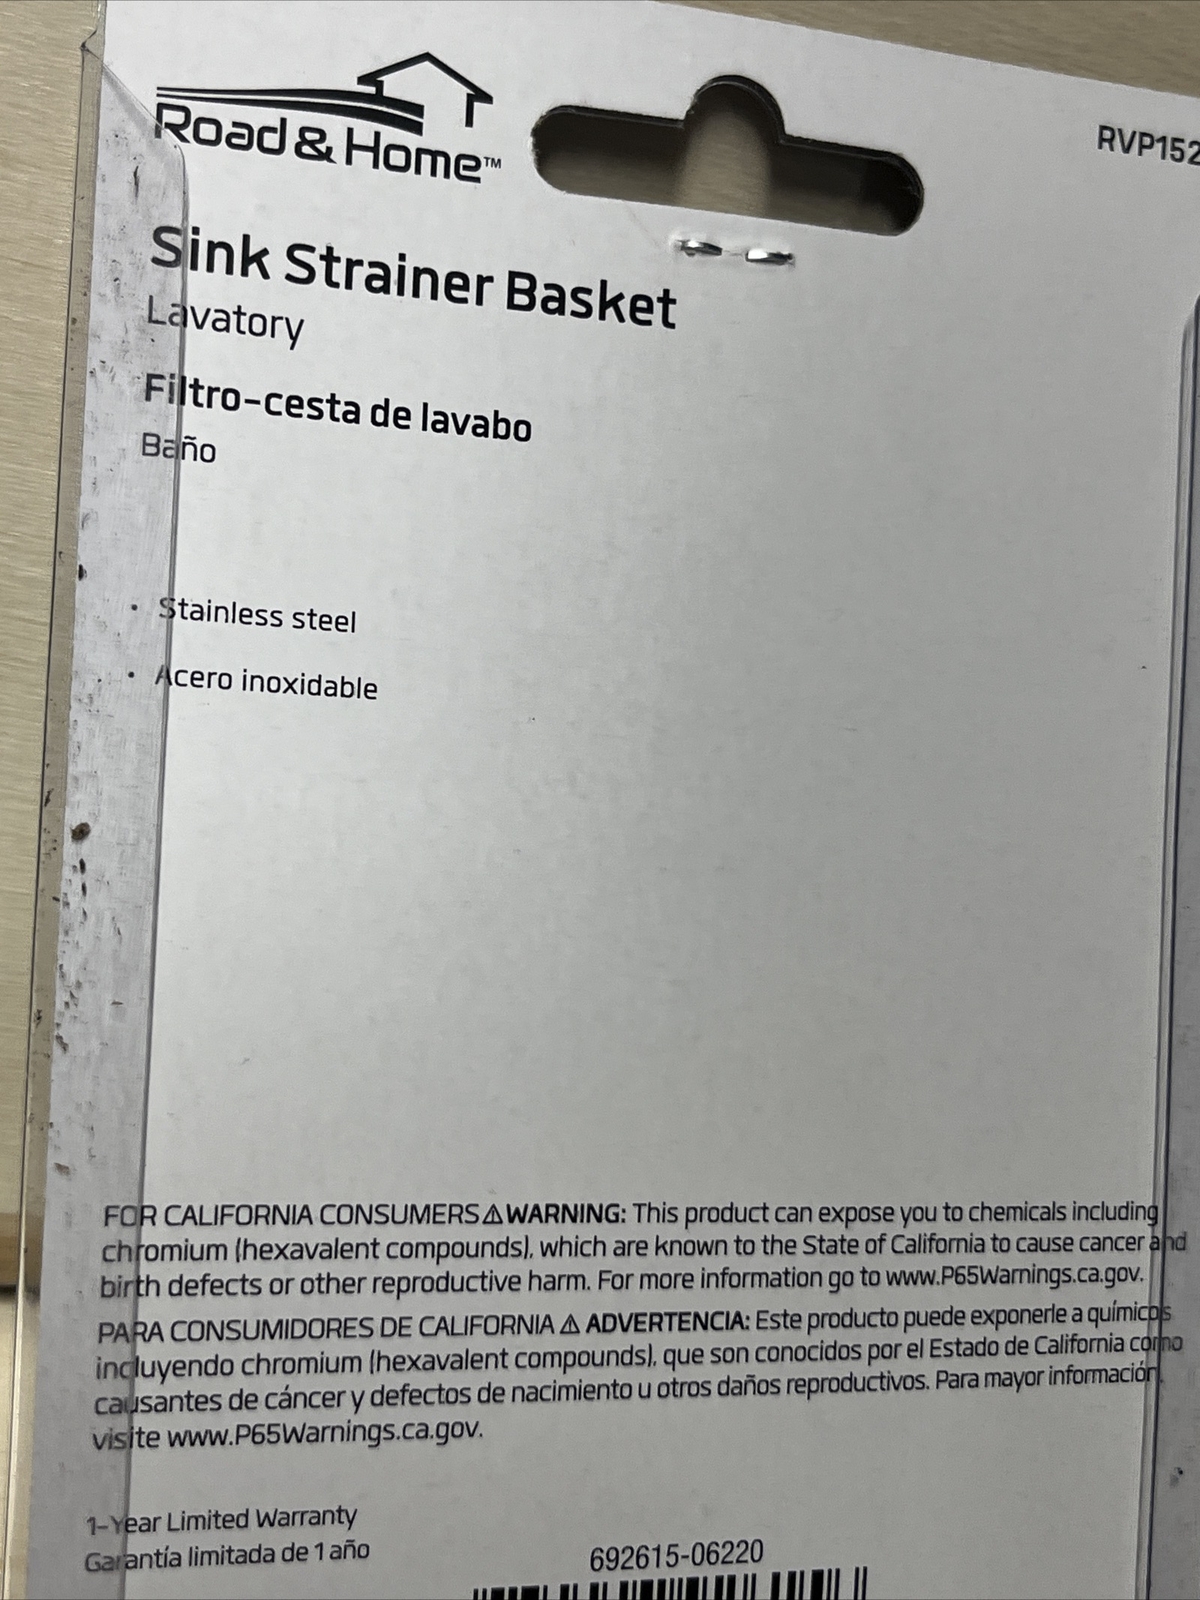 Road & Home™
RVP152
Sink Strainer Basket
Lavatory
Filtro-cesta de lavabo
Baño
• Stainless steel
• Acero inoxidable
FOR CALIFORNIA CONSUMERS⚠WARNING: This product can expose you to chemicals including
chromium (hexavalent compounds), which are known to the State of California to cause cancer and
birth defects or other reproductive harm. For more information go to www.P65Warnings.ca.gov.
PARA CONSUMIDORES DE CALIFORNIA ⚠ ADVERTENCIA: Este producto puede exponerle a químicos
incluyendo chromium (hexavalent compounds), que son conocidos por el Estado de California como
causantes de cáncer y defectos de nacimiento u otros daños reproductivos. Para mayor información,
visite www.P65Warnings.ca.gov.
1-Year Limited Warranty
Garantía limitada de 1 año
692615-06220